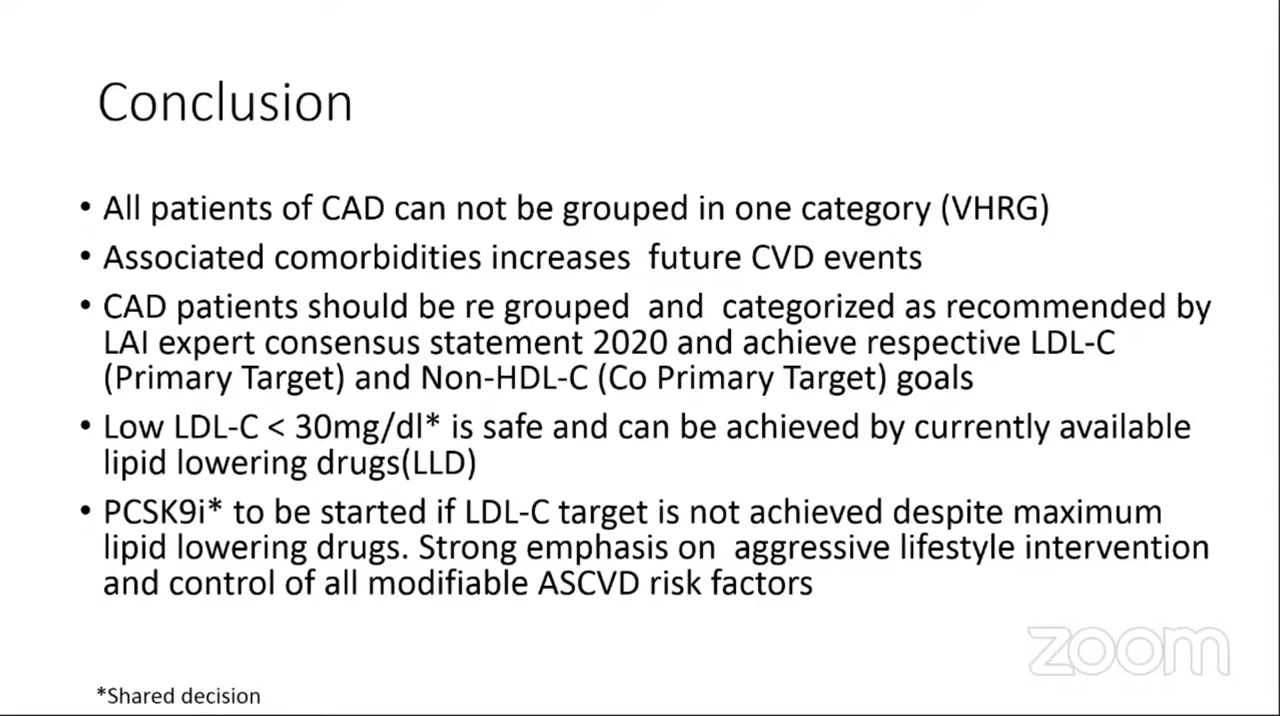 Conclusion
• All patients of CAD can not be grouped in one category (VHRG)
• Associated comorbidities increases future CVD events
• CAD patients should be re grouped and categorized as recommended by
LAI expert consensus statement 2020 and achieve respective LDL-C
(Primary Target) and Non-HDL-C (Co Primary Target) goals
• Low LDL-C < 30mg/dl* is safe and can be achieved by currently available
lipid lowering drugs(LLD)
• PCSK9i* to be started if LDL-C target is not achieved despite maximum
lipid lowering drugs. Strong emphasis on aggressive lifestyle intervention
and control of all modifiable ASCVD risk factors
zoom
*Shared decision